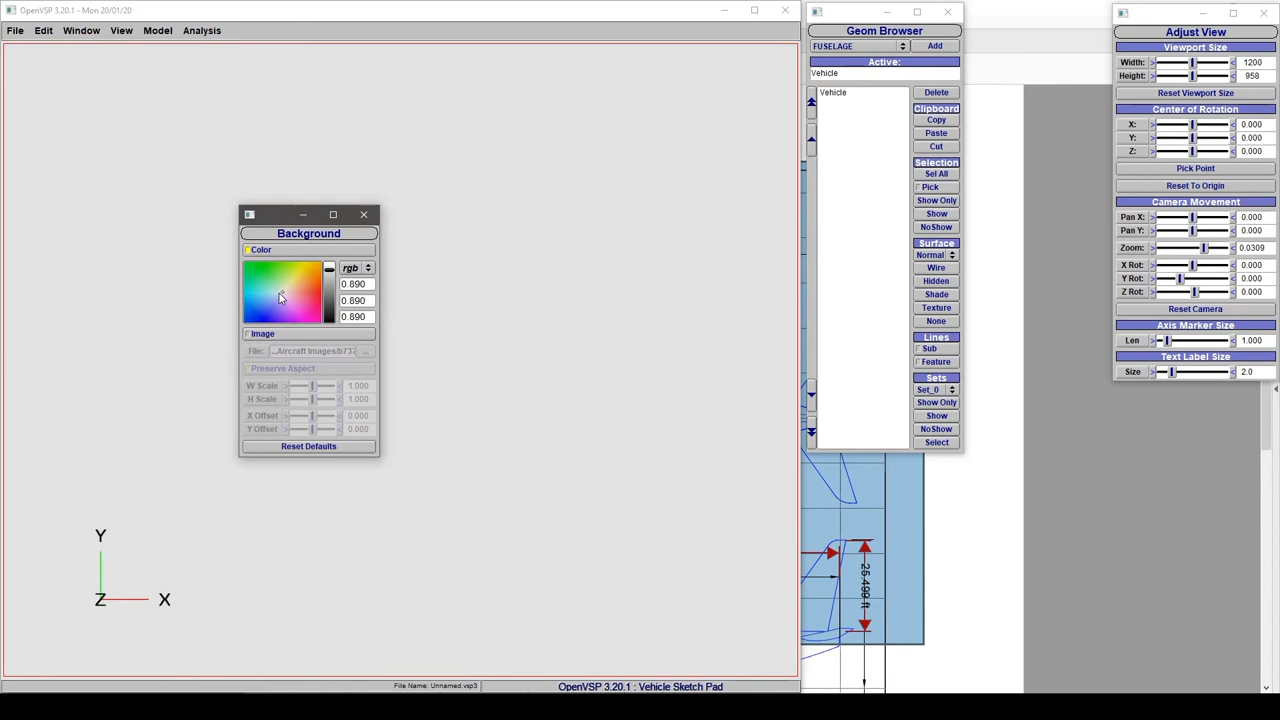 OpenVSP 3.20.1 - Mon 20/01/20
File Edit Window View Model Analysis
Background
Color
rgb
0.890
0.890
0.890
Image
File: ...Aircraft Images/b737 ...
Preserve Aspect
W Scale > < 1.000
H Scale > < 1.000
X Offset > < 0.000
Y Offset > < 0.000
Reset Defaults
Y
Z X
File Name: Unnamed.vsp3 OpenVSP 3.20.1 : Vehicle Sketch Pad
Geom Browser
FUSELAGE Add
Active:
Vehicle
Vehicle
Delete
Clipboard
Copy
Paste
Cut
Selection
Sel All
Pick
Show Only
Show
NoShow
Surface
Normal
Wire
Hidden
Shade
Texture
None
Lines
Sub
Feature
Sets
Set_0
Show Only
Show
NoShow
Select
25.499 ft
Adjust View
Viewport Size
Width: > < 1200
Height: > < 958
Reset Viewport Size
Center of Rotation
X: > < 0.000
Y: > < 0.000
Z: > < 0.000
Pick Point
Reset To Origin
Camera Movement
Pan X: > < 0.000
Pan Y: > < 0.000
Zoom: > < 0.0309
X Rot: > < 0.000
Y Rot: > < 0.000
Z Rot: > < 0.000
Reset Camera
Axis Marker Size
Len > < 1.000
Text Label Size
Size > < 2.0